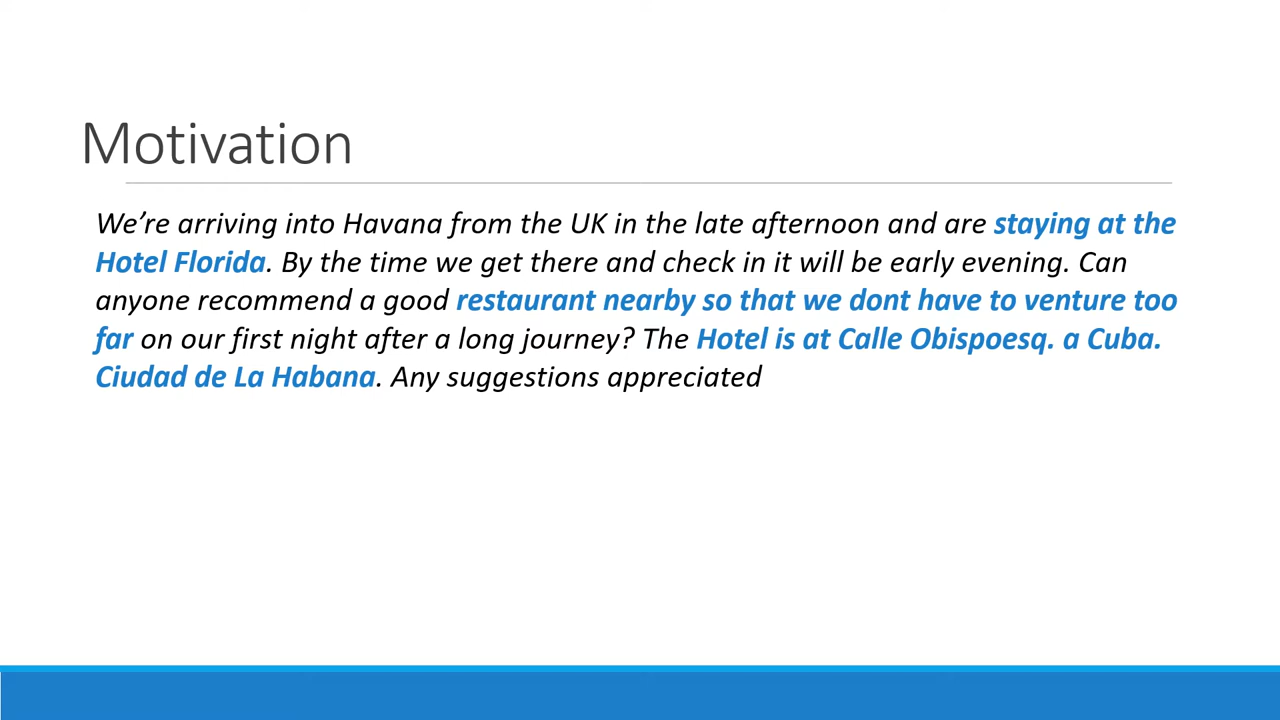 Motivation
We’re arriving into Havana from the UK in the late afternoon and are staying at the
Hotel Florida. By the time we get there and check in it will be early evening. Can
anyone recommend a good restaurant nearby so that we dont have to venture too
far on our first night after a long journey? The Hotel is at Calle Obispoesq. a Cuba.
Ciudad de La Habana. Any suggestions appreciated